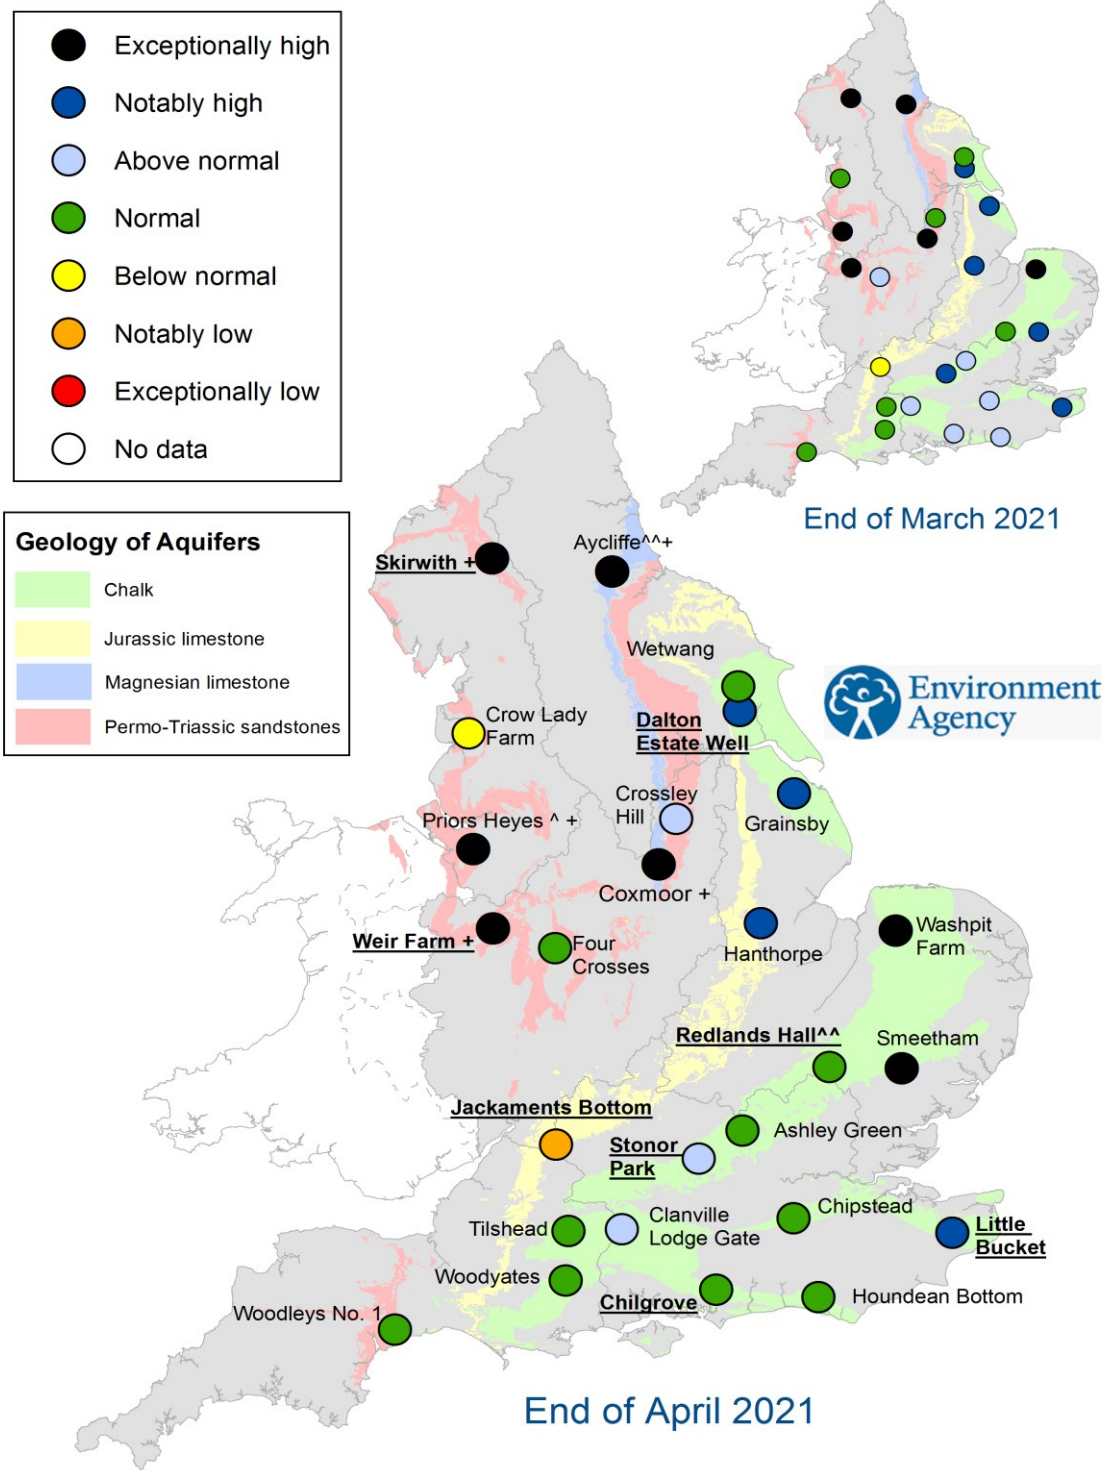 Exceptionally high
Notably high
Above normal
Normal
Below normal
Notably low
Exceptionally low
No data
End of March 2021
Geology of Aquifers
Chalk
Jurassic limestone
Magnesian limestone
Permo-Triassic sandstones
Environment
Agency
Skirwith +
Aycliffe^^+
Wetwang
Dalton
Estate Well
Crow Lady
Farm
Crossley
Hill
Grainsby
Priors Heyes ^ +
Coxmoor +
Weir Farm +
Four
Crosses
Hanthorpe
Washpit
Farm
Redlands Hall^^
Smeetham
Jackaments Bottom
Stonor
Park
Ashley Green
Tilshead
Clanville
Lodge Gate
Chipstead
Little
Bucket
Woodyates
Chilgrove
Houndean Bottom
Woodleys No. 1
End of April 2021